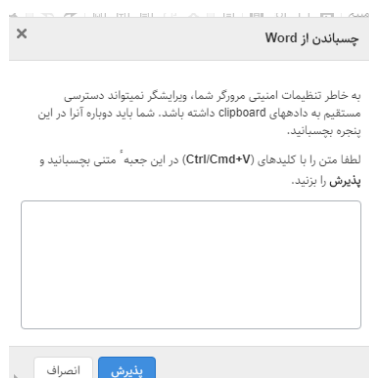 چسباندن از Word
به خاطر تنظیمات امنیتی مرورگر شما، ویرایشگر نمیتواند دسترسی
مستقیم به دادههای clipboard داشته باشد. شما باید دوباره آنرا در این
پنجره بچسبانید.
لطفا متن را با کلیدهای (Ctrl/Cmd+V) در این جعبهٔ متنی بچسبانید و
پذیرش را بزنید.
پذیرش
انصراف